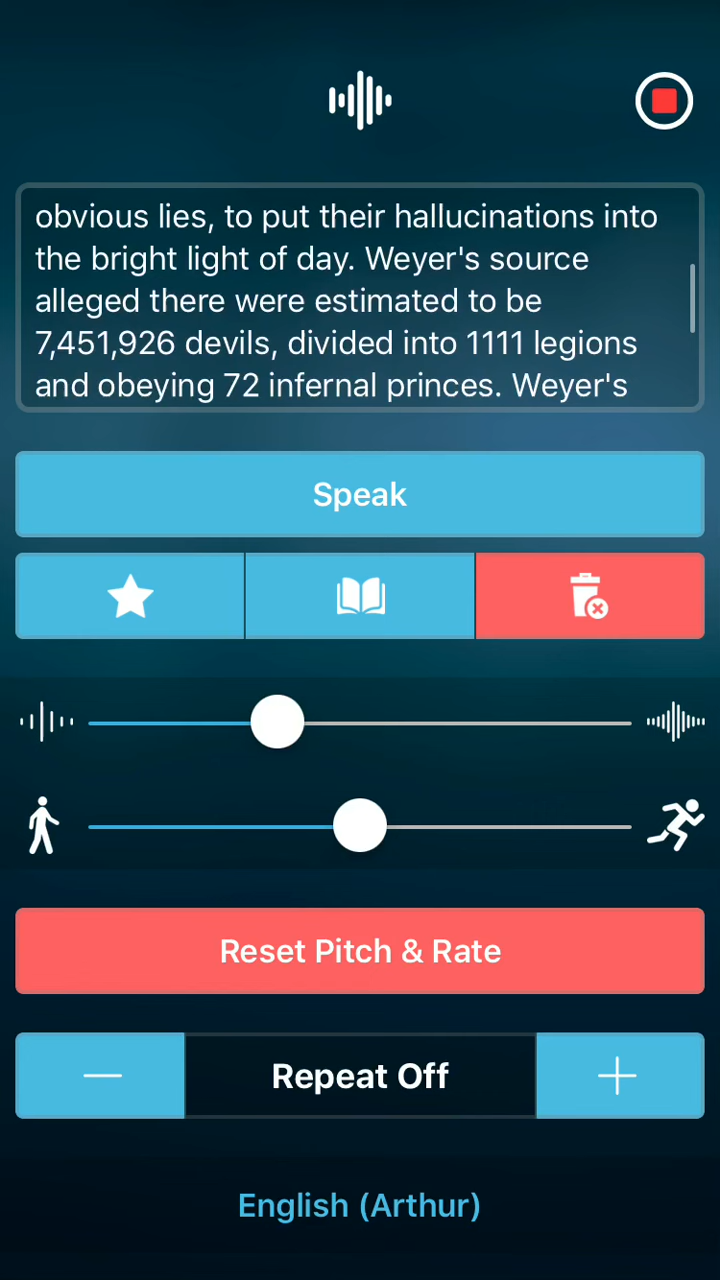 obvious lies, to put their hallucinations into
the bright light of day. Weyer's source
alleged there were estimated to be
7,451,926 devils, divided into 1111 legions
and obeying 72 infernal princes. Weyer's
Speak
Reset Pitch & Rate
Repeat Off
English (Arthur)